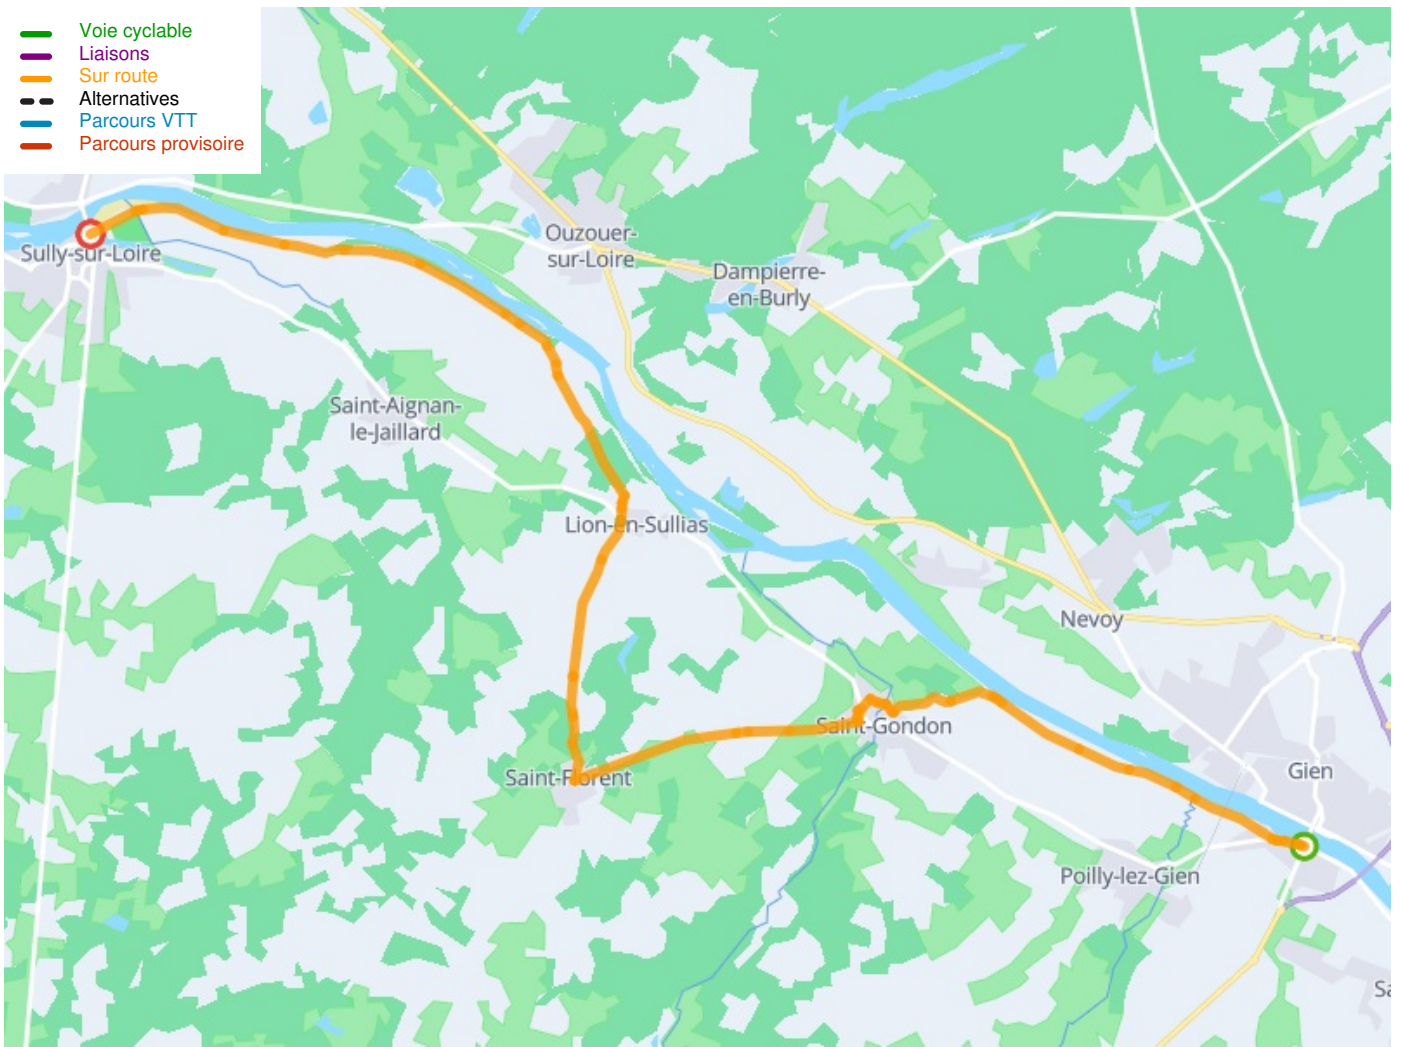 Voie cyclable
Liaisons
Sur route
Alternatives
Parcours VTT
Parcours provisoire
Sully-sur-Loire
Ouzouer-
sur-Loire
Dampierre-
en-Burly
Saint-Aignan-
le-Jaillard
Lion-en-Sullias
Nevoy
Saint-Gondon
Saint-Florent
Gien
Poilly-lez-Gien
Sa